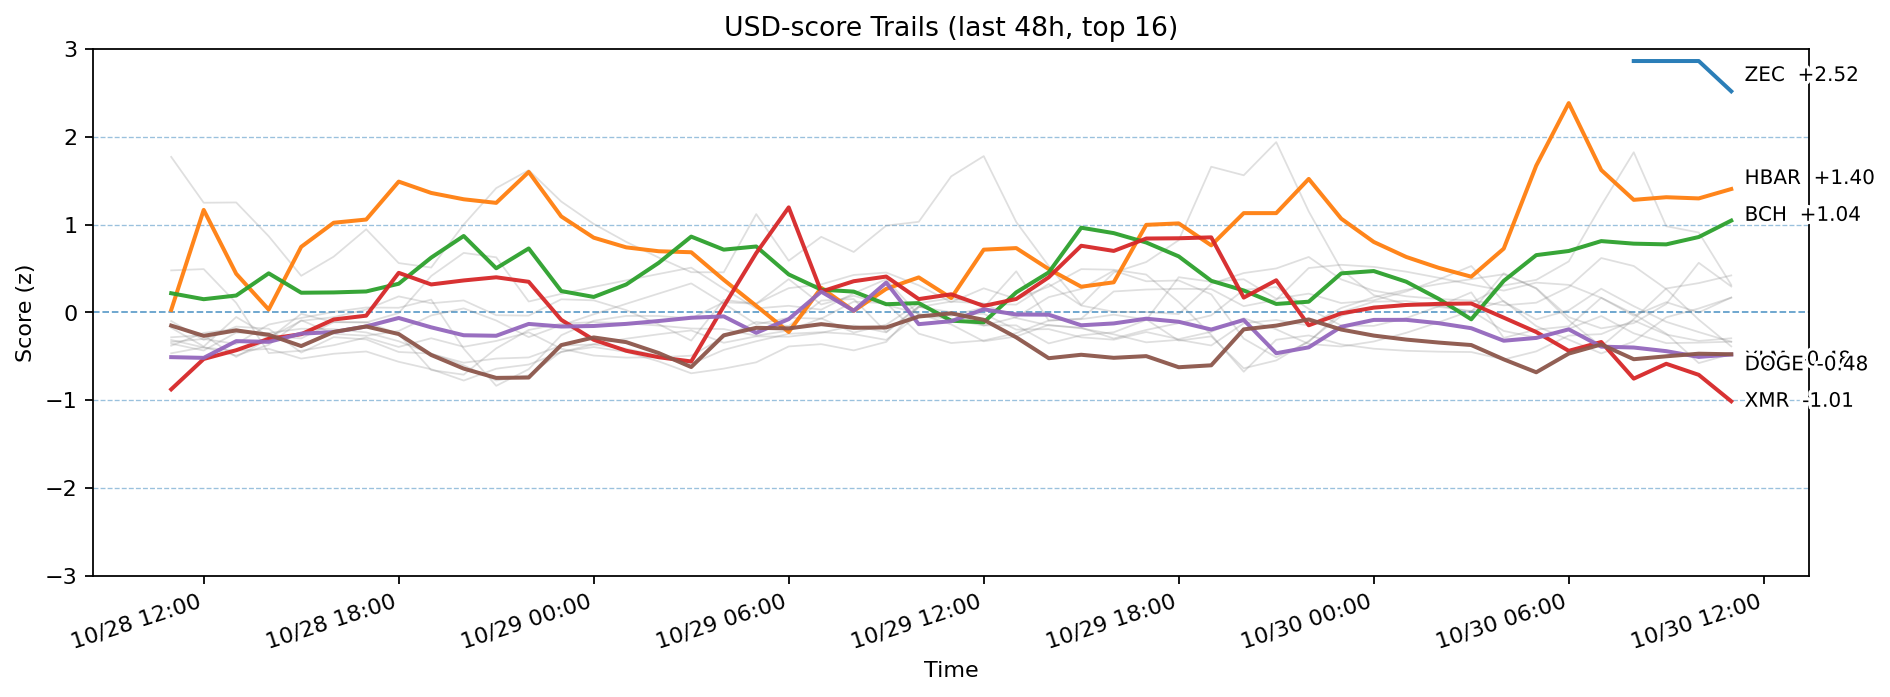 USD-score Trails (last 48h, top 16)
Score (z)
3
2
1
0
−1
−2
−3
ZEC +2.52
HBAR +1.40
BCH +1.04
DOGE -0.48
XMR -1.01
10/28 12:00
10/28 18:00
10/29 00:00
10/29 06:00
10/29 12:00
10/29 18:00
10/30 00:00
10/30 06:00
10/30 12:00
Time